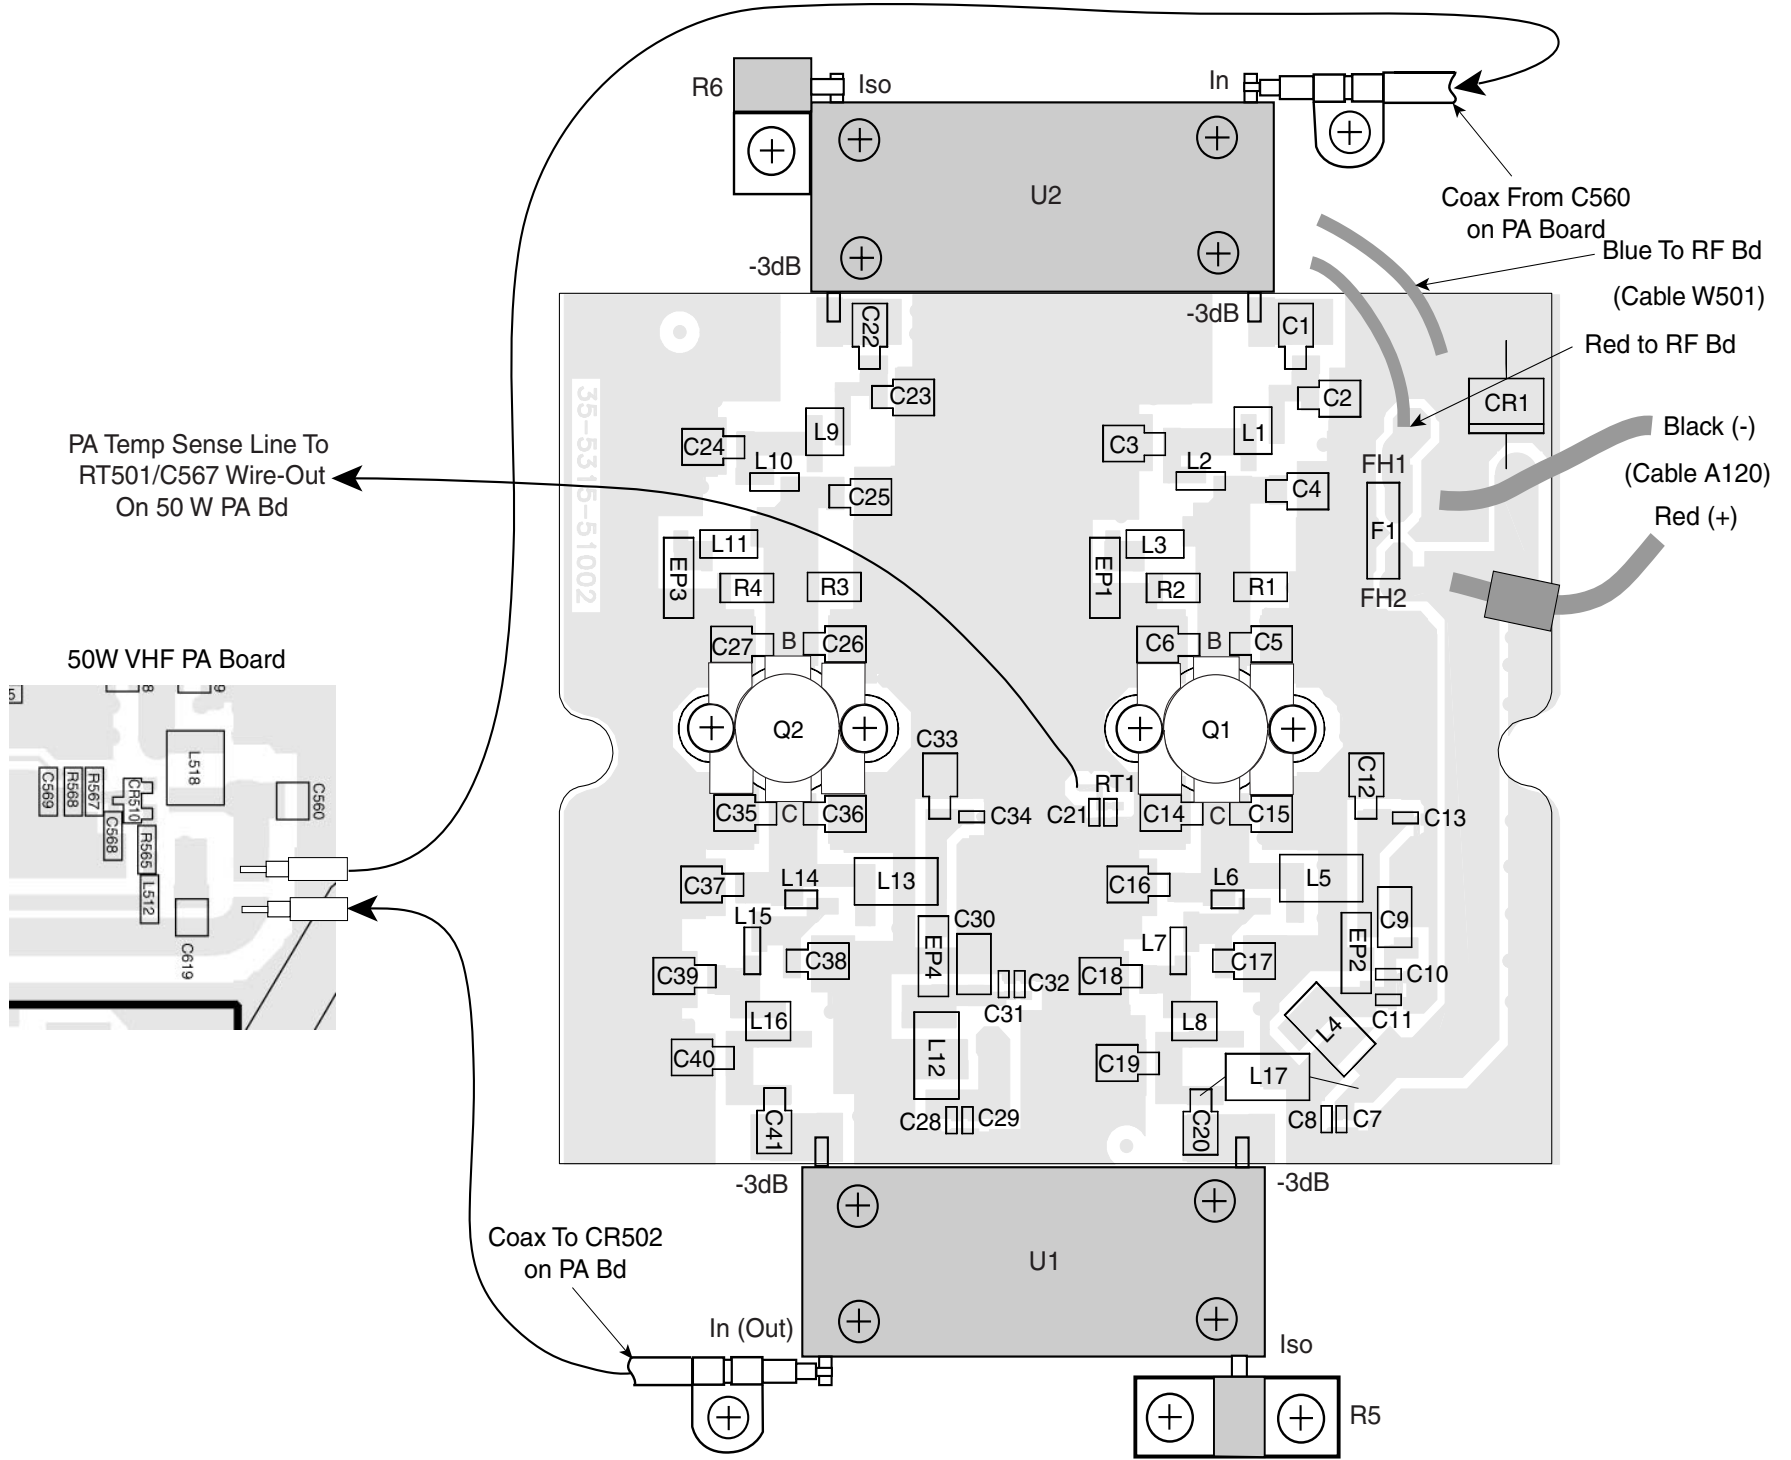 R6
Iso
In
U2
Coax From C560
on PA Board
Blue To RF Bd
(Cable W501)
-3dB
-3dB
Red to RF Bd
C22
C1
C23
C2
CR1
35-5315-51002
L9
L1
Black (-)
C24
C3
PA Temp Sense Line To
RT501/C567 Wire-Out
On 50 W PA Bd
L10
L2
FH1
(Cable A120)
C25
C4
Red (+)
F1
L11
L3
EP3
EP1
R4
R3
R2
R1
FH2
C27
B
C26
C6
B
C5
50W VHF PA Board
5
8
9
Q2
Q1
C33
L518
C569
R568
R567
CR510
C560
RT1
C12
C35
C
C36
C34
C21
C14
C
C15
C13
C568
R565
L512
C619
C37
L14
L13
C16
L6
L5
L15
C30
C9
EP4
L7
EP2
C39
C38
C32
C18
C17
C10
C31
C11
L16
L8
L4
L12
C40
C19
L17
C41
C28
C29
C20
C8
C7
-3dB
-3dB
Coax To CR502
on PA Bd
U1
In (Out)
Iso
R5